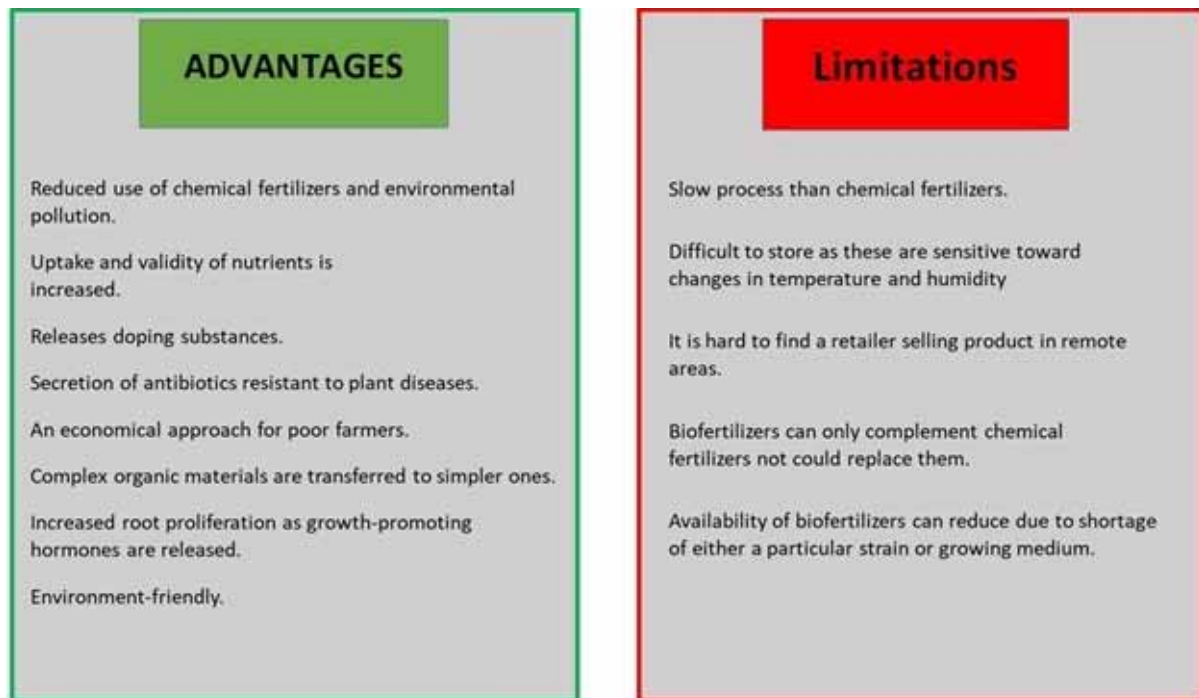 ADVANTAGES
Reduced use of chemical fertilizers and environmental
pollution.
Uptake and validity of nutrients is
increased.
Releases doping substances.
Secretion of antibiotics resistant to plant diseases.
An economical approach for poor farmers.
Complex organic materials are transferred to simpler ones.
Increased root proliferation as growth-promoting
hormones are released.
Environment-friendly.
Limitations
Slow process than chemical fertilizers.
Difficult to store as these are sensitive toward
changes in temperature and humidity
It is hard to find a retailer selling product in remote
areas.
Biofertilizers can only complement chemical
fertilizers not could replace them.
Availability of biofertilizers can reduce due to shortage
of either a particular strain or growing medium.